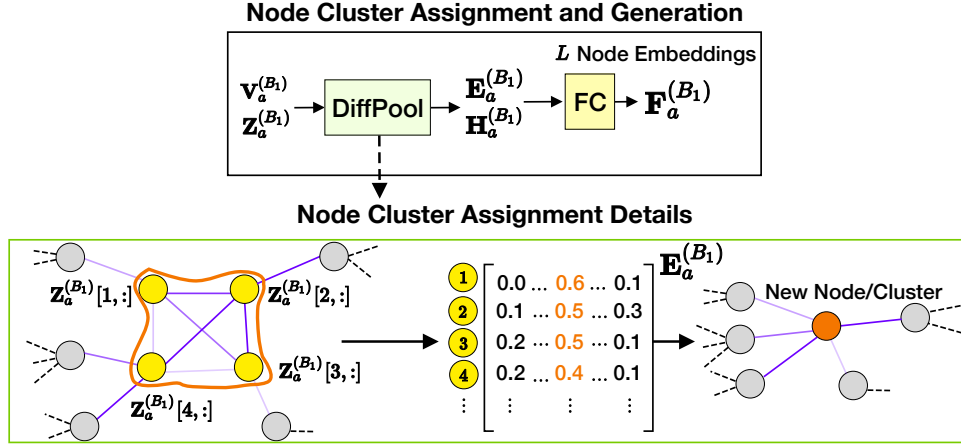 Node Cluster Assignment and Generation
L Node Embeddings
V_a^(B_1)
Z_a^(B_1)
DiffPool
E_a^(B_1)
H_a^(B_1)
FC
F_a^(B_1)
Node Cluster Assignment Details
Z_a^(B_1)[1,:]
Z_a^(B_1)[2,:]
Z_a^(B_1)[3,:]
Z_a^(B_1)[4,:]
1 0.0 ... 0.6 ... 0.1
2 0.1 ... 0.5 ... 0.3
3 0.2 ... 0.5 ... 0.1
4 0.2 ... 0.4 ... 0.1
⋮ ⋮ ⋮ ⋮
E_a^(B_1)
New Node/Cluster